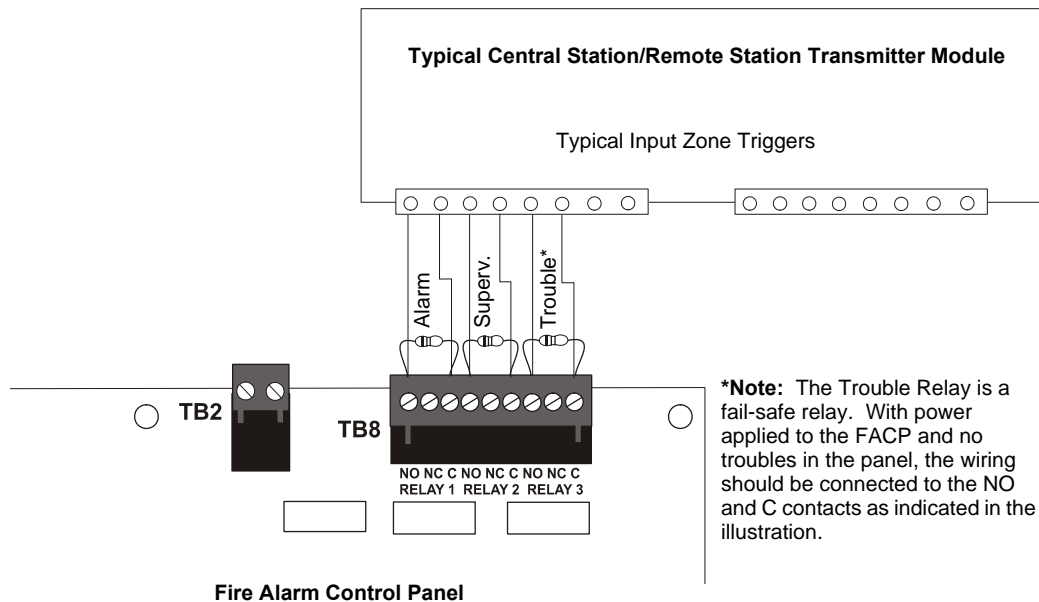 Typical Central Station/Remote Station Transmitter Module
Typical Input Zone Triggers
Alarm
Superv.
Trouble*
TB2
TB8
NO NC C NO NC C NO NC C
RELAY 1 RELAY 2 RELAY 3
*Note: The Trouble Relay is a
fail-safe relay. With power
applied to the FACP and no
troubles in the panel, the wiring
should be connected to the NO
and C contacts as indicated in the
illustration.
Fire Alarm Control Panel